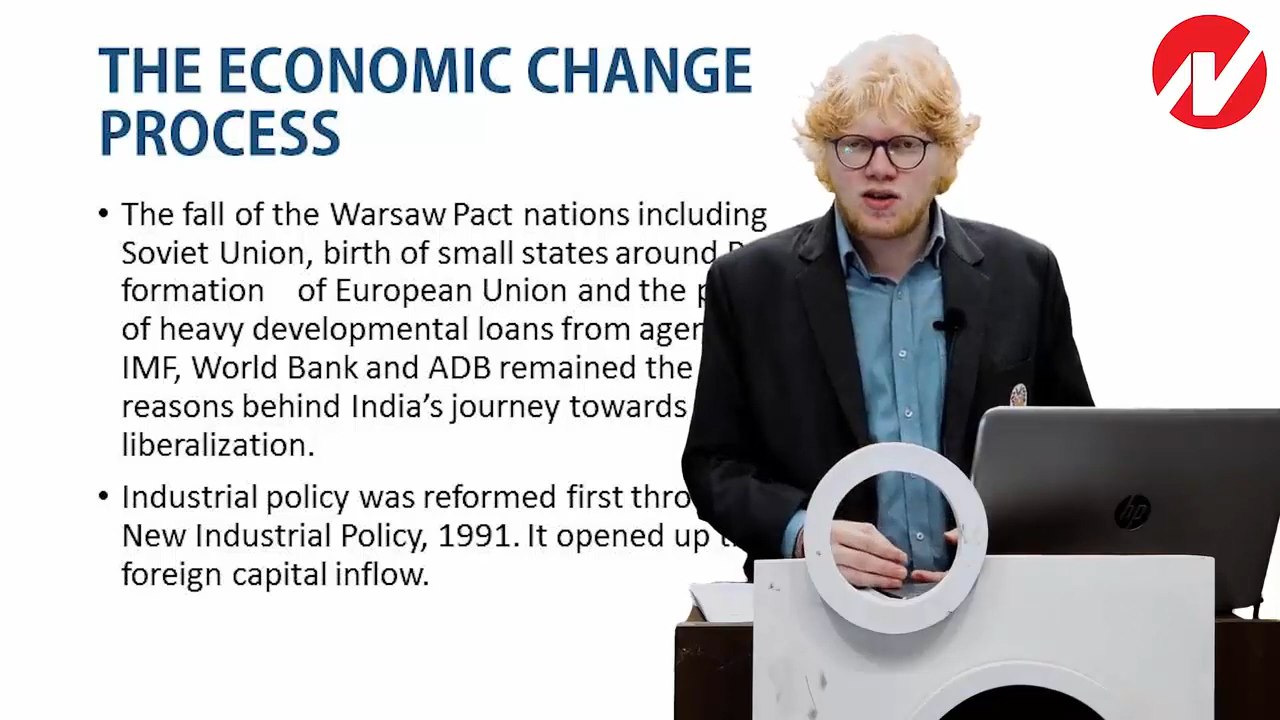 THE ECONOMIC CHANGE
PROCESS
• The fall of the Warsaw Pact nations including
Soviet Union, birth of small states around
formation of European Union and the
of heavy developmental loans from
IMF, World Bank and ADB remained the
reasons behind India's journey towards
liberalization.
• Industrial policy was reformed first
New Industrial Policy, 1991. It opened up
foreign capital inflow.
hp